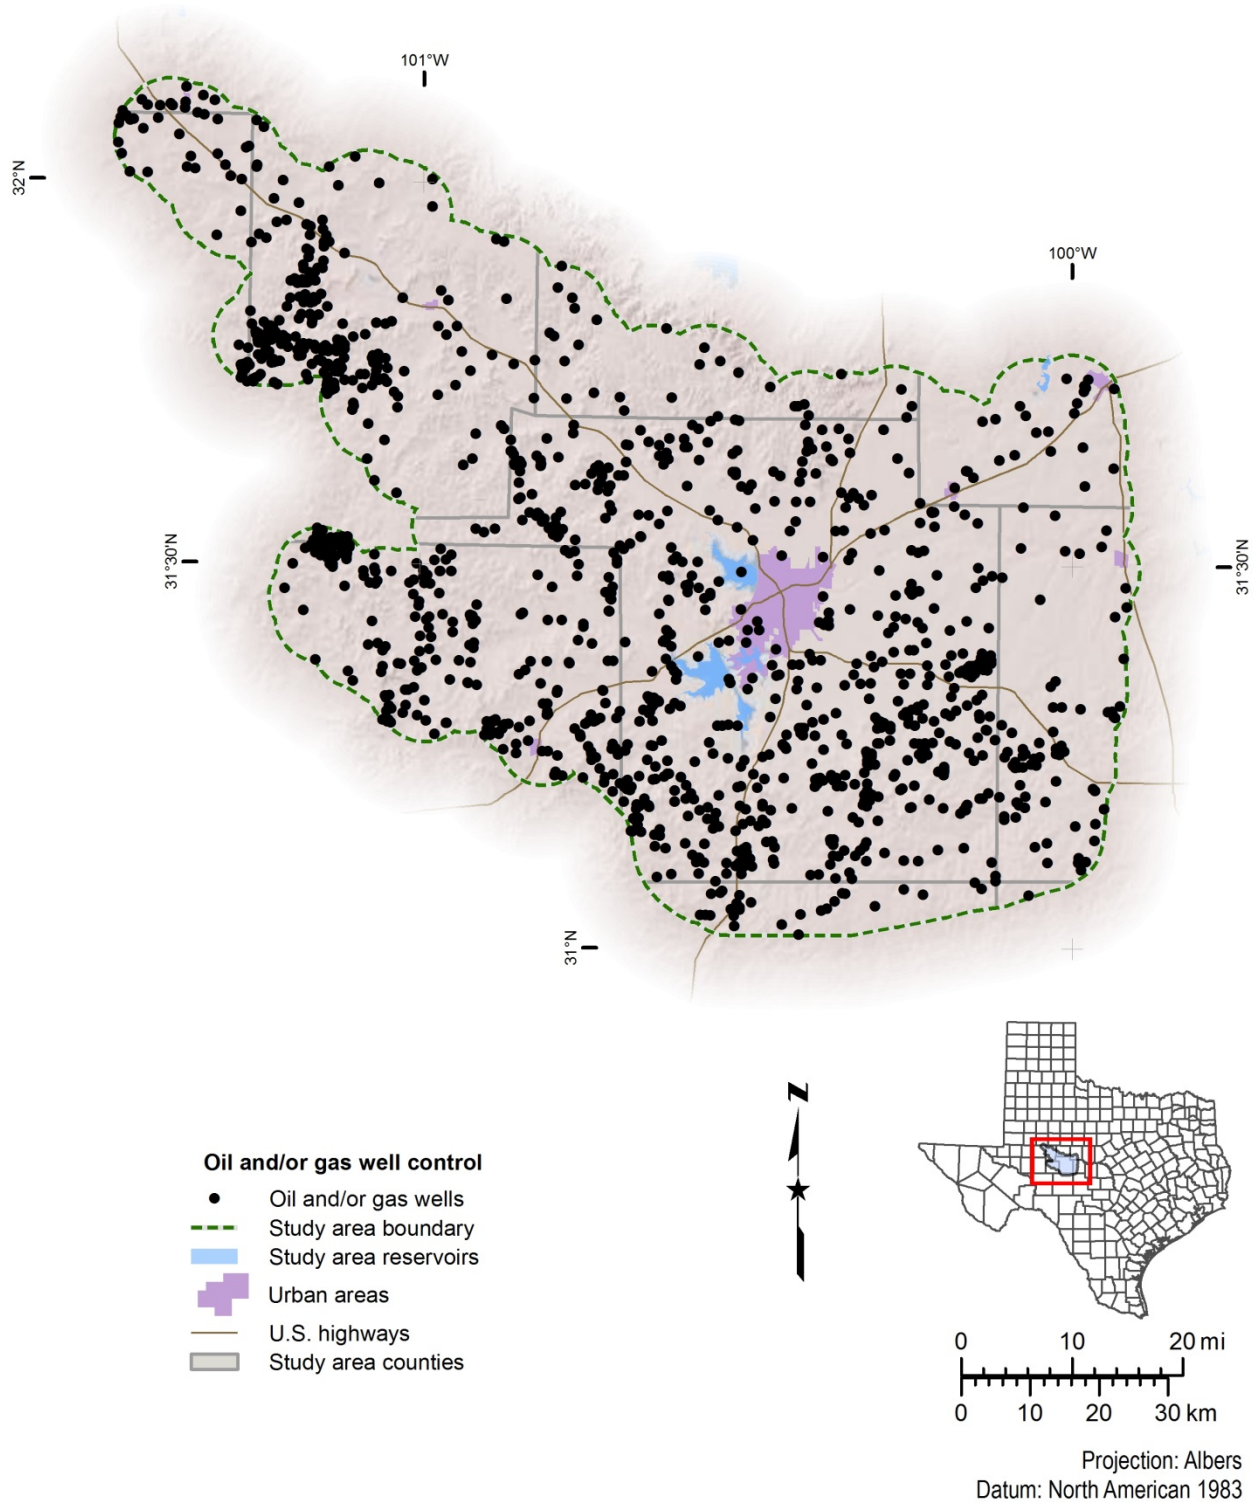 101°W
32°N
100°W
31°30'N
31°30'N
31°N
N
Oil and/or gas well control
Oil and/or gas wells
Study area boundary
Study area reservoirs
Urban areas
U.S. highways
Study area counties
0 10 20 mi
0 10 20 30 km
Projection: Albers
Datum: North American 1983